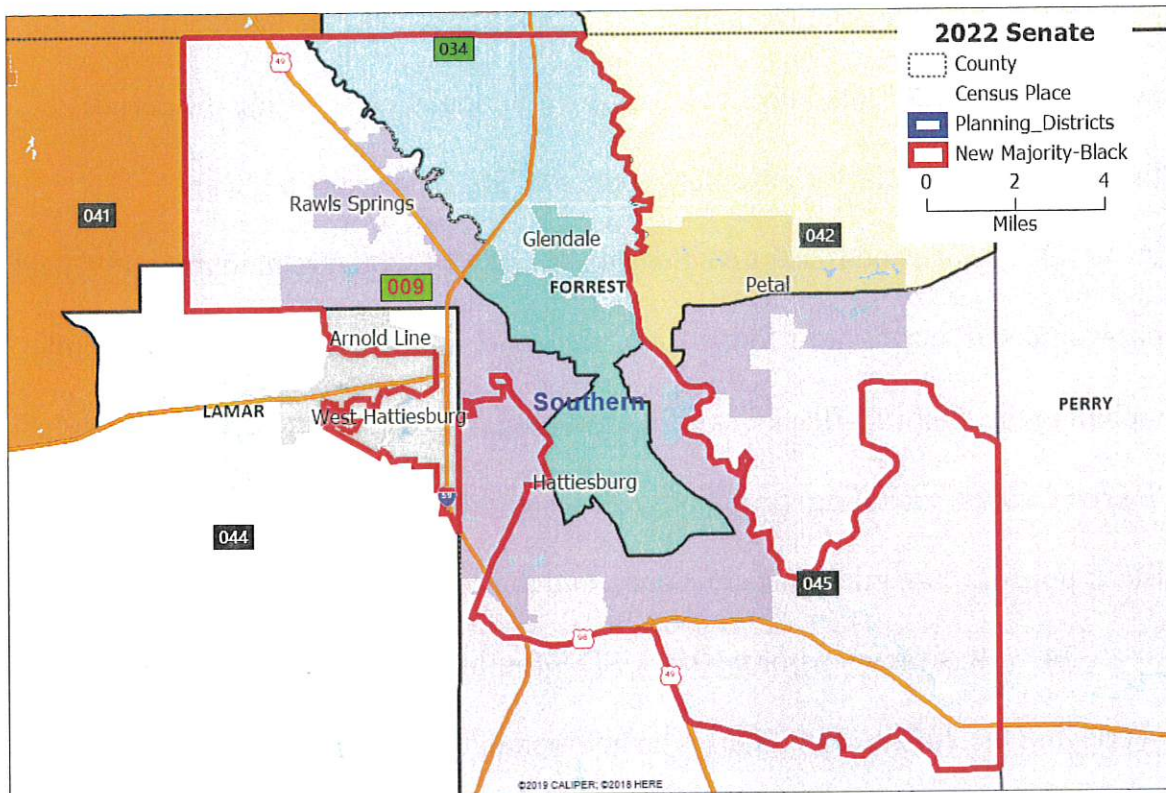 2022 Senate
County
Census Place
Planning_Districts
New Majority-Black
0 2 4
Miles
034
49
041
Rawls Springs
Glendale
042
009
FORREST
Petal
Arnold Line
LAMAR
West Hattiesburg
Southern
PERRY
Hattiesburg
59
044
045
98
49
©2019 CALIPER; ©2018 HERE